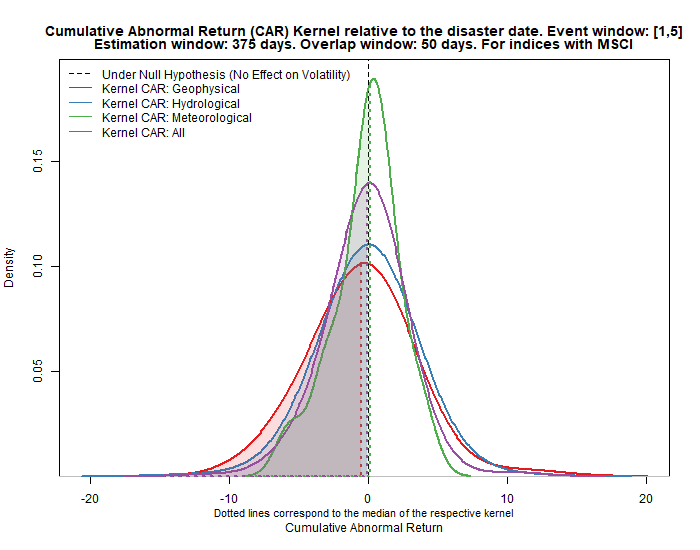 Cumulative Abnormal Return (CAR) Kernel relative to the disaster date. Event window: [1,5]
Estimation window: 375 days. Overlap window: 50 days. For indices with MSCI
Under Null Hypothesis (No Effect on Volatility)
Kernel CAR: Geophysical
Kernel CAR: Hydrological
Kernel CAR: Meteorological
Kernel CAR: All
Density
0.15
0.10
0.05
-20 -10 0 10 20
Dotted lines correspond to the median of the respective kernel
Cumulative Abnormal Return